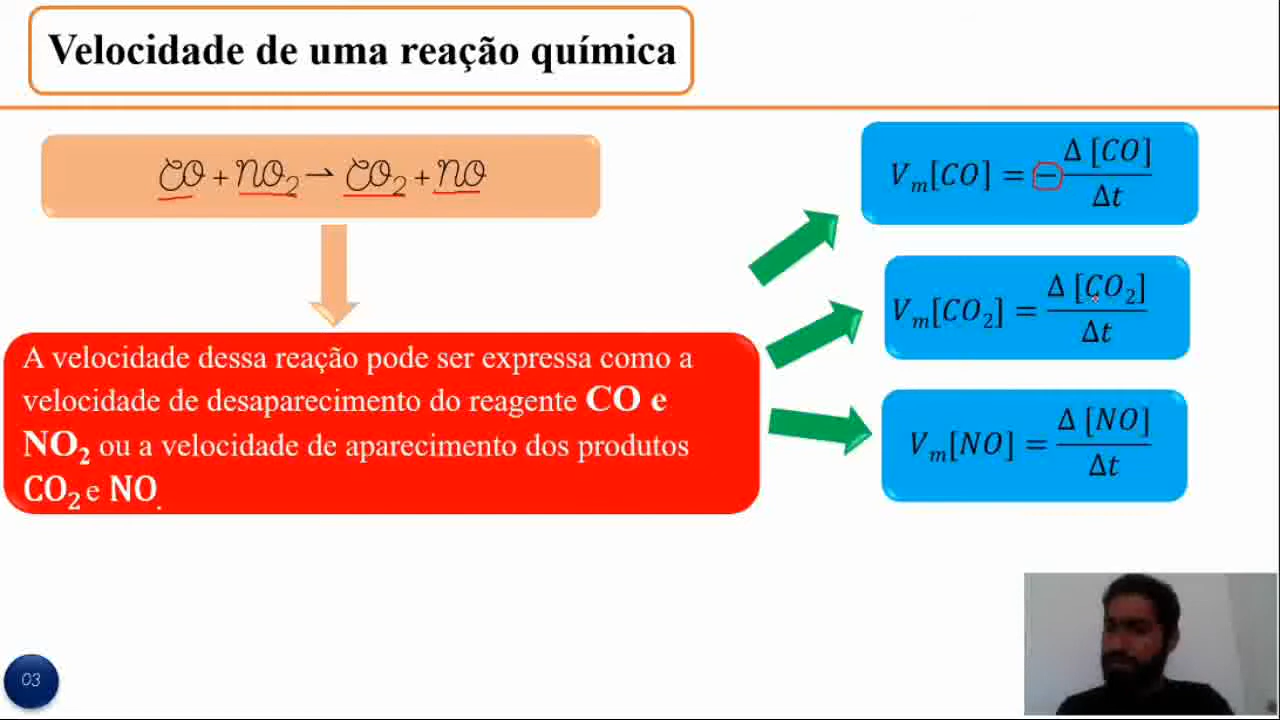 Velocidade de uma reação química
CO + NO₂ → CO₂ + NO
A velocidade dessa reação pode ser expressa como a
velocidade de desaparecimento do reagente CO e
NO₂ ou a velocidade de aparecimento dos produtos
CO₂ e NO.
Vₘ[CO] = − Δ [CO] / Δt
Vₘ[CO₂] = Δ [CO₂] / Δt
Vₘ[NO] = Δ [NO] / Δt
03